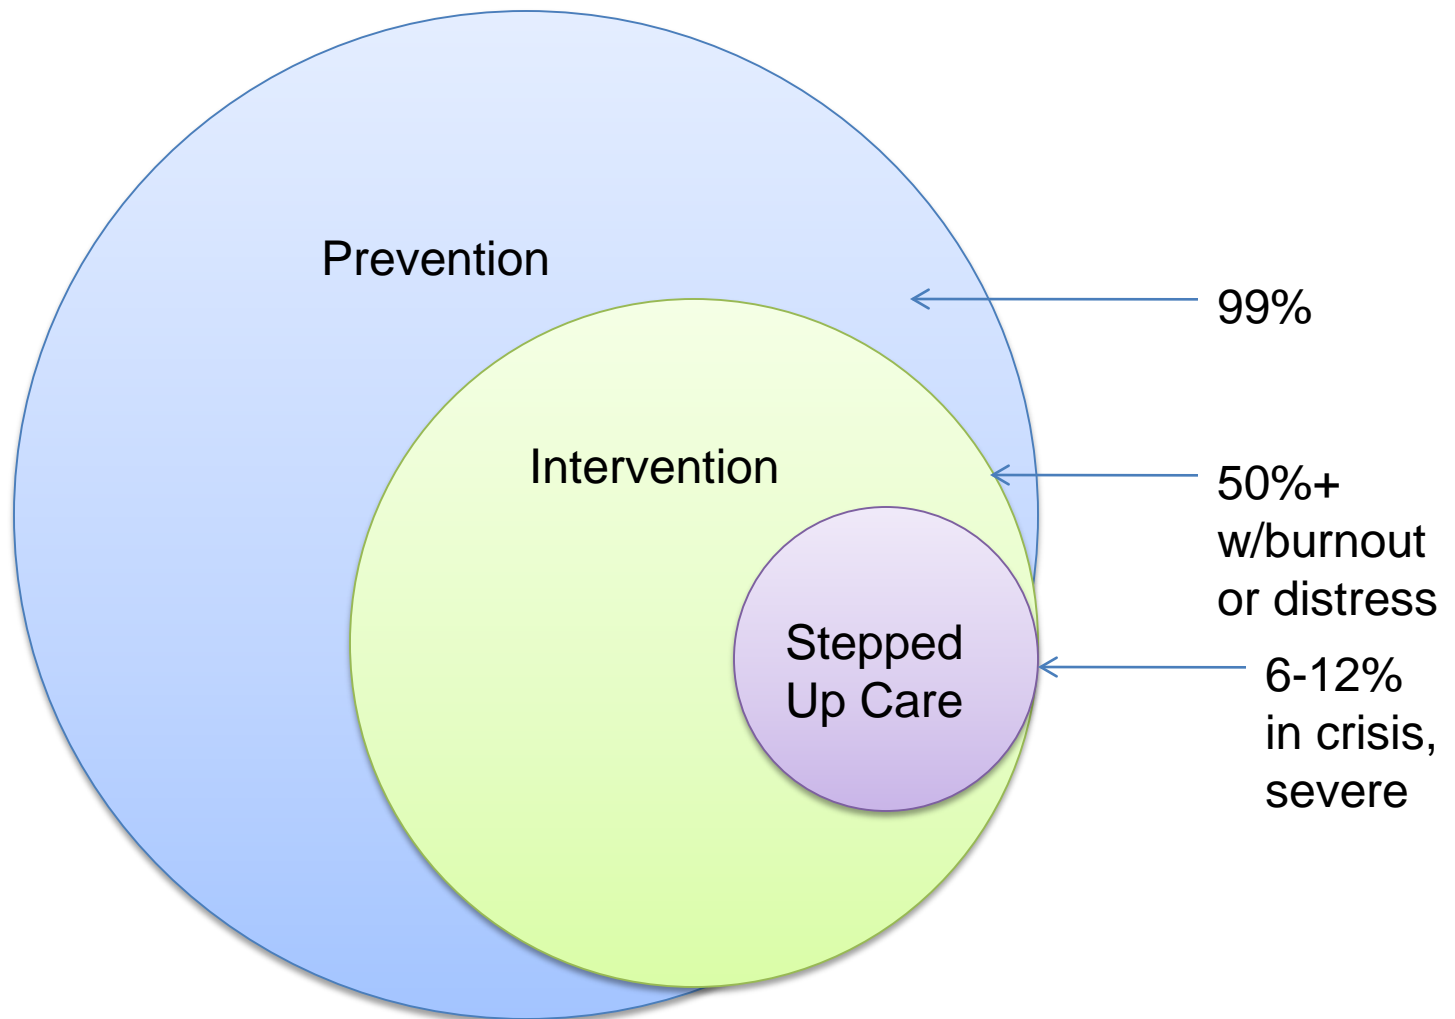 Prevention
99%
Intervention
50%+
w/burnout
or distress
Stepped
Up Care
6-12%
in crisis,
severe